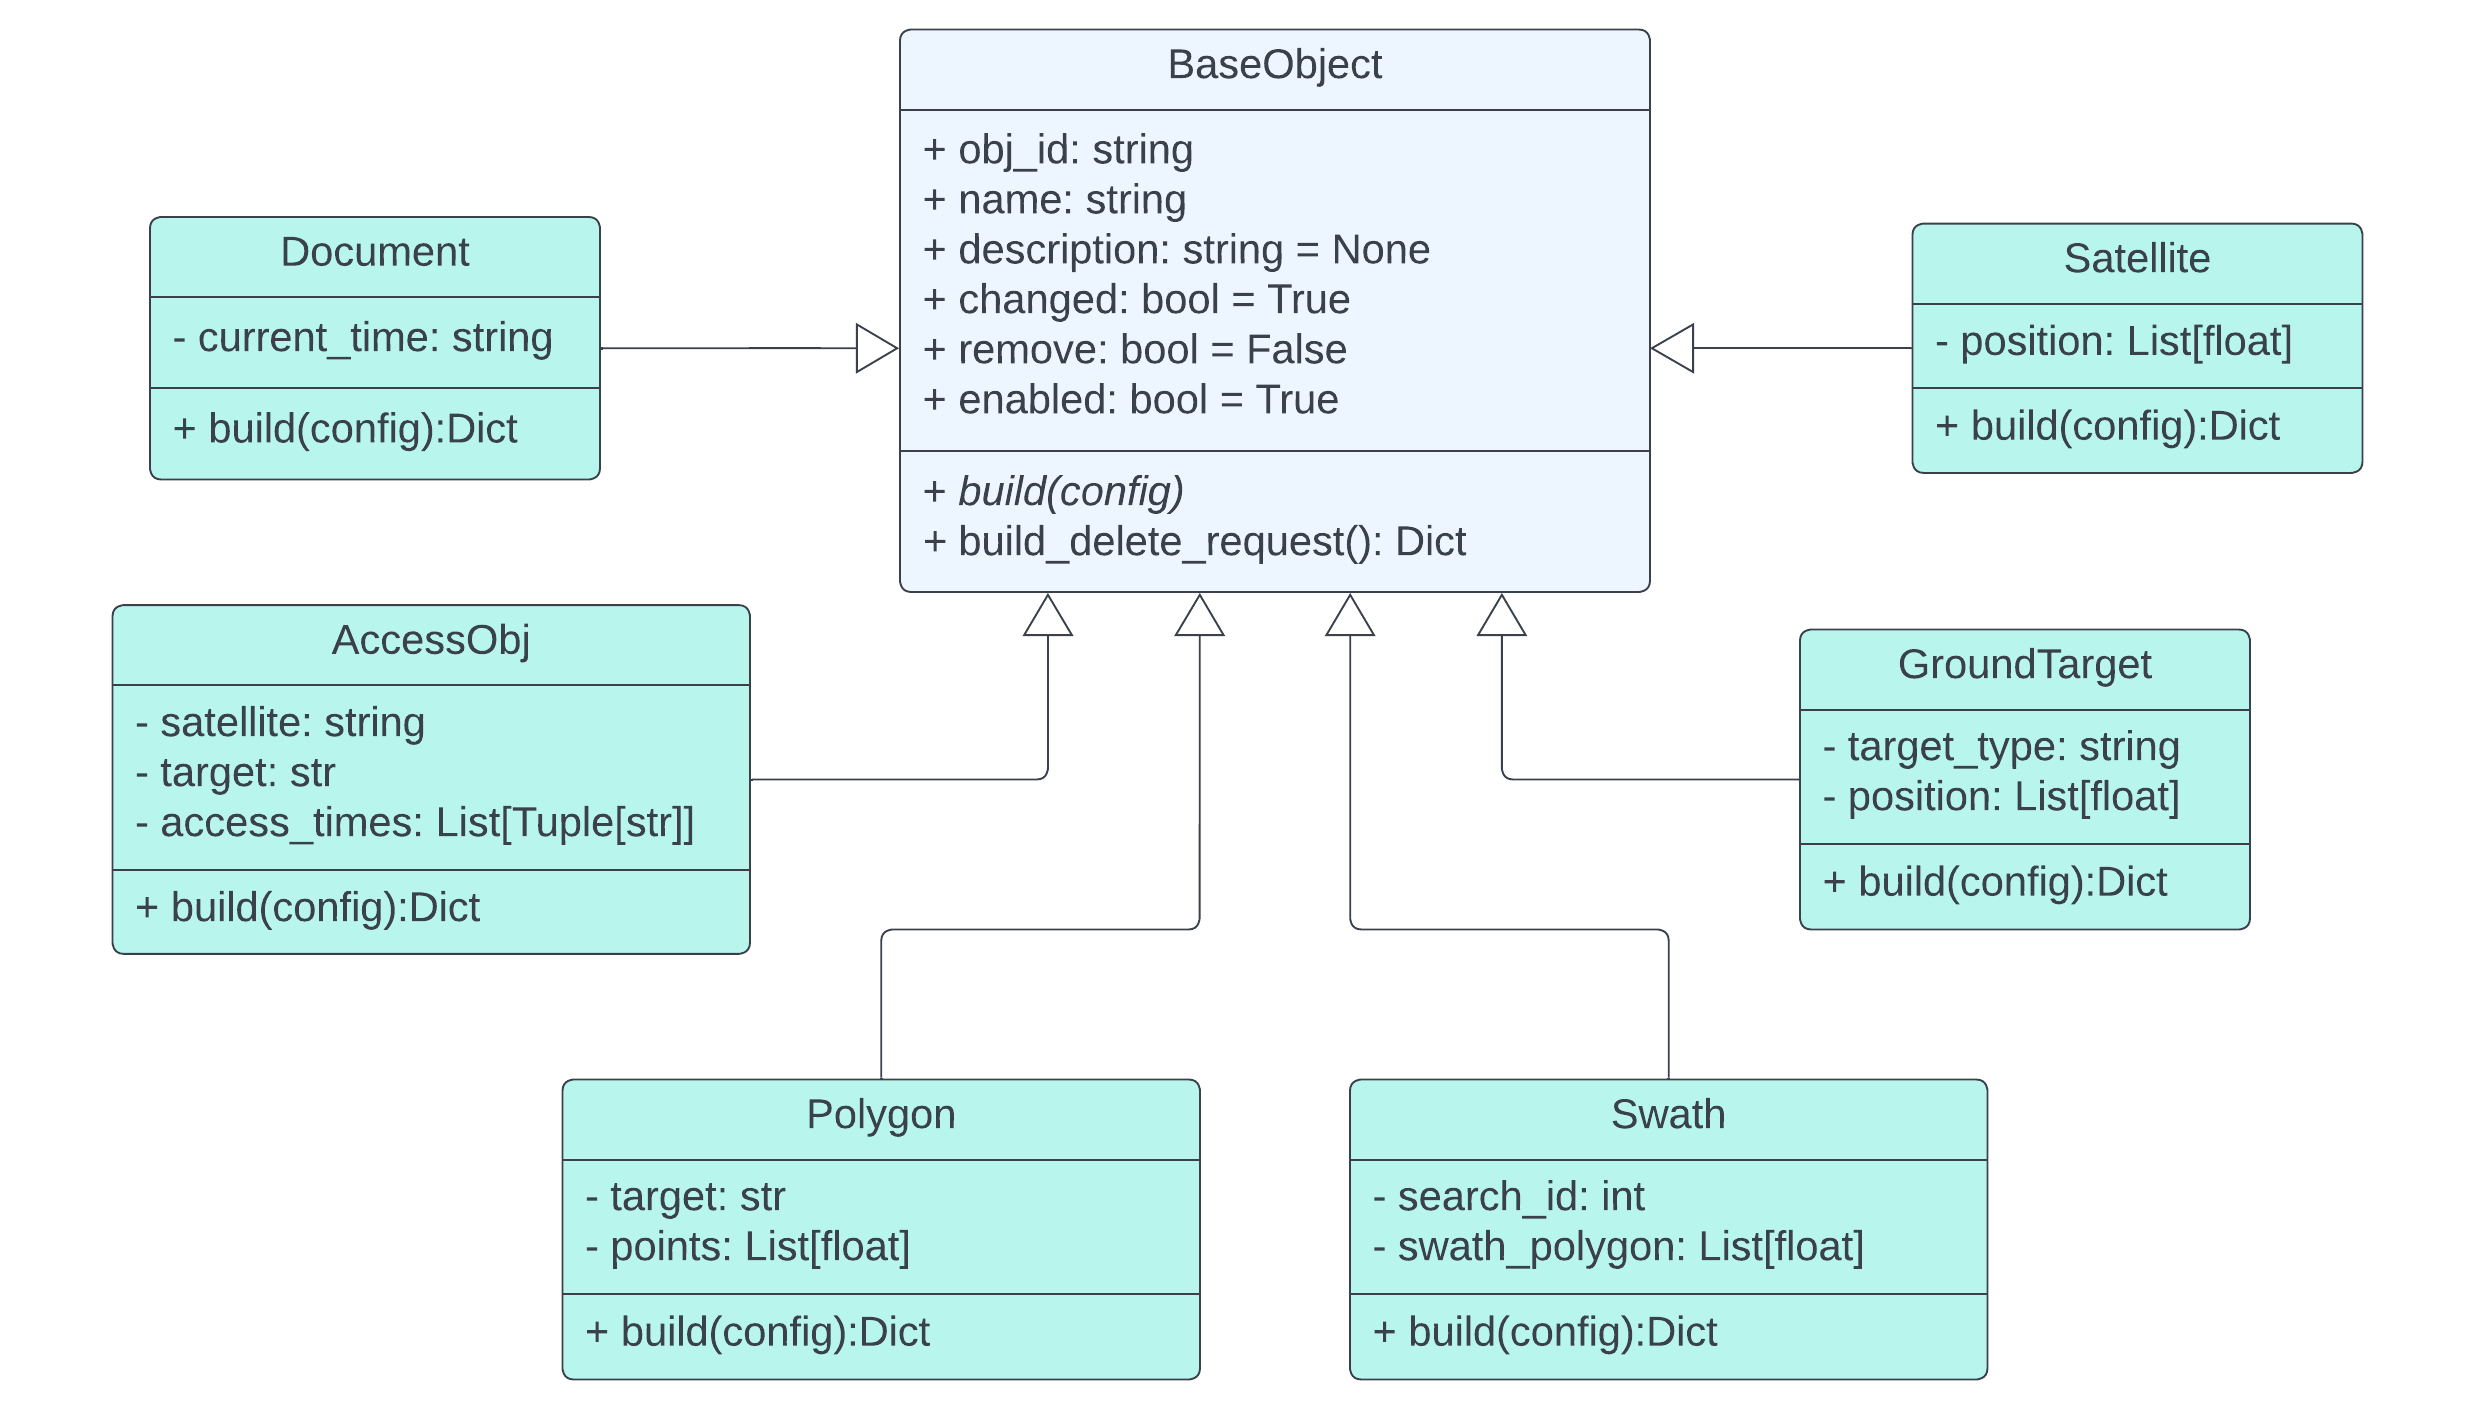 BaseObject
+ obj_id: string
+ name: string
+ description: string = None
+ changed: bool = True
+ remove: bool = False
+ enabled: bool = True
+ build(config)
+ build_delete_request(): Dict
Document
- current_time: string
+ build(config):Dict
Satellite
- position: List[float]
+ build(config):Dict
AccessObj
- satellite: string
- target: str
- access_times: List[Tuple[str]]
+ build(config):Dict
GroundTarget
- target_type: string
- position: List[float]
+ build(config):Dict
Polygon
- target: str
- points: List[float]
+ build(config):Dict
Swath
- search_id: int
- swath_polygon: List[float]
+ build(config):Dict